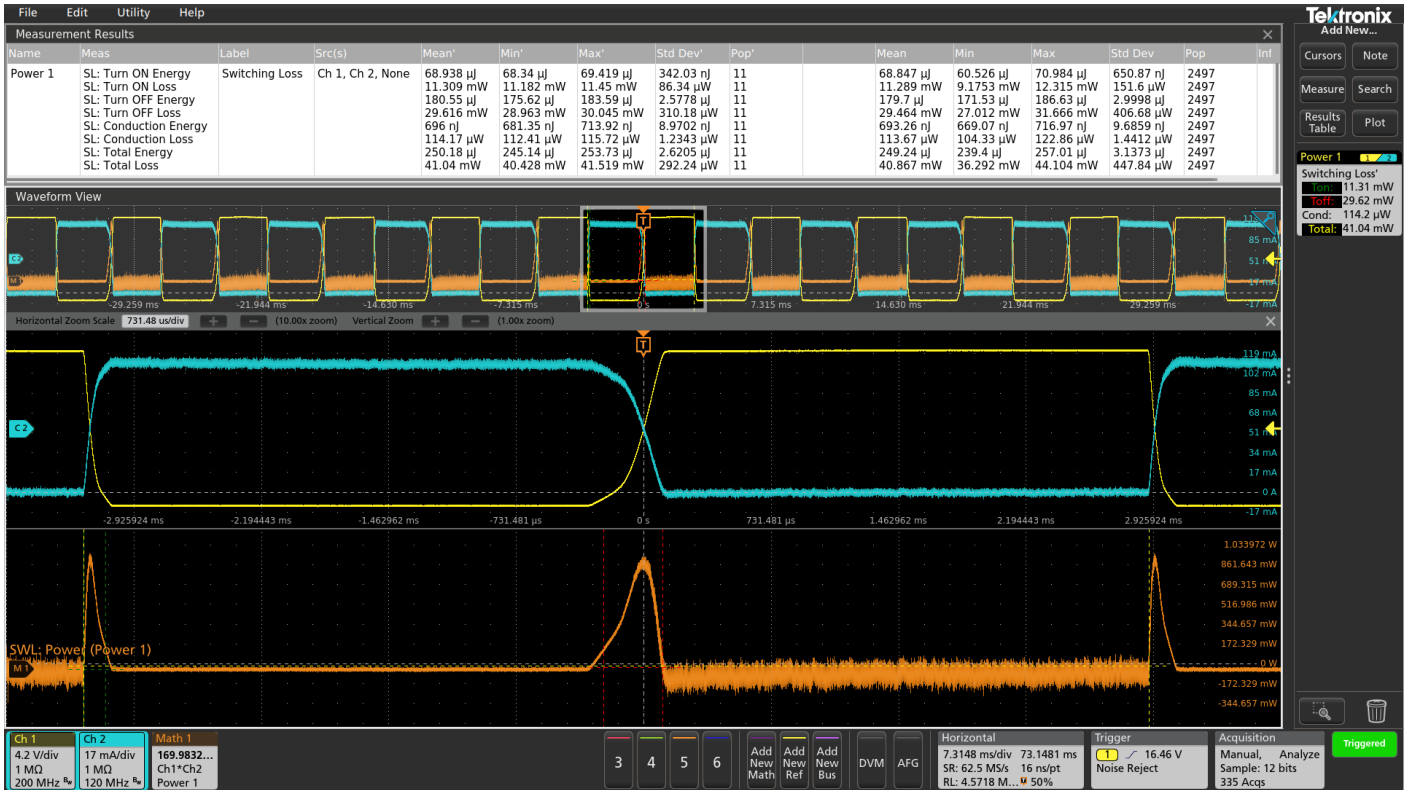 File Edit Utility Help
Tektronix
Add New...
Measurement Results
Name Meas Label Src(s) Mean' Min' Max' Std Dev' Pop' Mean Min Max Std Dev Pop Inf
Power 1 SL: Turn ON Energy Switching Loss Ch 1, Ch 2, None 68.938 µJ 68.34 µJ 69.419 µJ 342.03 nJ 11 68.847 µJ 60.526 µJ 70.984 µJ 650.87 nJ 2497
SL: Turn ON Loss 11.309 mW 11.182 mW 11.45 mW 86.34 µW 11 11.289 mW 9.1753 mW 12.315 mW 151.6 µW 2497
SL: Turn OFF Energy 180.55 µJ 175.62 µJ 183.59 µJ 2.5778 µJ 11 179.7 µJ 171.53 µJ 186.63 µJ 2.9998 µJ 2497
SL: Turn OFF Loss 29.616 mW 28.963 mW 30.045 mW 310.18 µW 11 29.464 mW 27.012 mW 31.666 mW 406.68 µW 2497
SL: Conduction Energy 696 nJ 681.35 nJ 713.92 nJ 8.9702 nJ 11 693.26 nJ 669.07 nJ 716.97 nJ 9.6859 nJ 2497
SL: Conduction Loss 114.17 µW 112.41 µW 115.72 µW 1.2343 µW 11 113.67 µW 104.33 µW 122.86 µW 1.4412 µW 2497
SL: Total Energy 250.18 µJ 245.14 µJ 253.73 µJ 2.6205 µJ 11 249.24 µJ 239.4 µJ 257.01 µJ 3.1373 µJ 2497
SL: Total Loss 41.04 mW 40.428 mW 41.519 mW 292.24 µW 11 40.867 mW 36.292 mW 44.104 mW 447.84 µW 2497
Cursors Note
Measure Search
Results Table Plot
Power 1 1 2
Switching Loss'
Ton: 11.31 mW
Toff: 29.62 mW
Cond: 114.2 µW
Total: 41.04 mW
Waveform View
T
85 mA
C2
51 mA
M1
17 mA
-17 mA
-29.259 ms -21.944 ms -14.630 ms -7.315 ms 0 s 7.315 ms 14.630 ms 21.944 ms 29.259 ms
Horizontal Zoom Scale 731.48 us/div + - (10.00x zoom) Vertical Zoom + - (1.00x zoom)
T
119 mA
102 mA
85 mA
68 mA
C 2
51 mA
34 mA
17 mA
0 A
-17 mA
-2.925924 ms -2.194443 ms -1.462962 ms -731.481 µs 0 s 731.481 µs 1.462962 ms 2.194443 ms 2.925924 ms
1.033972 W
861.643 mW
689.315 mW
516.986 mW
344.657 mW
SWL: Power (Power 1)
172.329 mW
M 1
0 W
-172.329 mW
-344.657 mW
Ch 1
4.2 V/div
1 MΩ
200 MHz Bw
Ch 2
17 mA/div
1 MΩ
120 MHz Bw
Math 1
169.9832...
Ch1*Ch2
Power 1
3 4 5 6
Add New Math
Add New Ref
Add New Bus
DVM AFG
Horizontal
7.3148 ms/div 73.1481 ms
SR: 62.5 MS/s 16 ns/pt
RL: 4.5718 M... 50%
Trigger
1 16.46 V
Noise Reject
Acquisition
Manual, Analyze
Sample: 12 bits
335 Acqs
Triggered